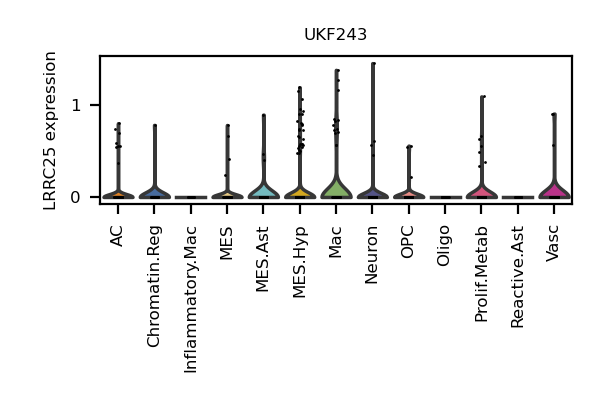 UKF243
LRRC25 expression
1
0
AC
Chromatin.Reg
Inflammatory.Mac
MES
MES.Ast
MES.Hyp
Mac
Neuron
OPC
Oligo
Prolif.Metab
Reactive.Ast
Vasc